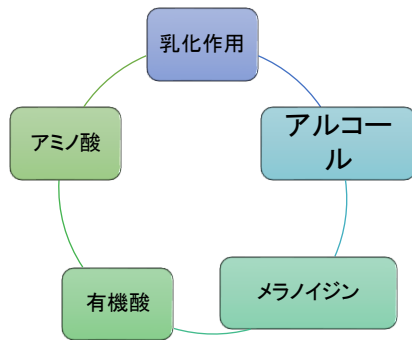 乳化作用
アルコー
ル
メラノイジン
有機酸
アミノ酸